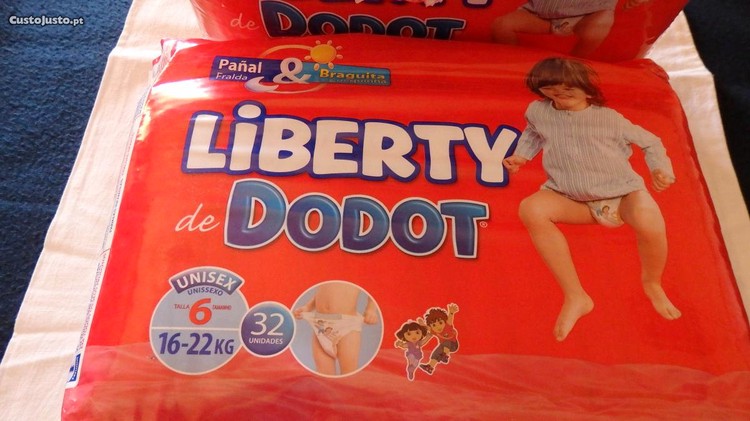 CustoJusto.pt
de DODOT
Pañal & Braguita
Fralda
LiBERTY
de DODOT®
UNISEX
UNISSEXO
TALLA 6 TAMANHO
16-22 KG
32
UNIDADES